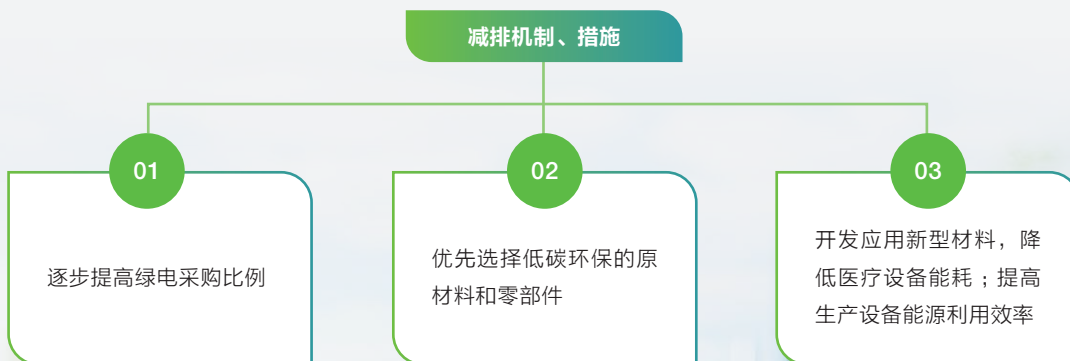 减排机制、措施
01
逐步提高绿电采购比例
02
优先选择低碳环保的原
材料和零部件
03
开发应用新型材料，降
低医疗设备能耗；提高
生产设备能源利用效率